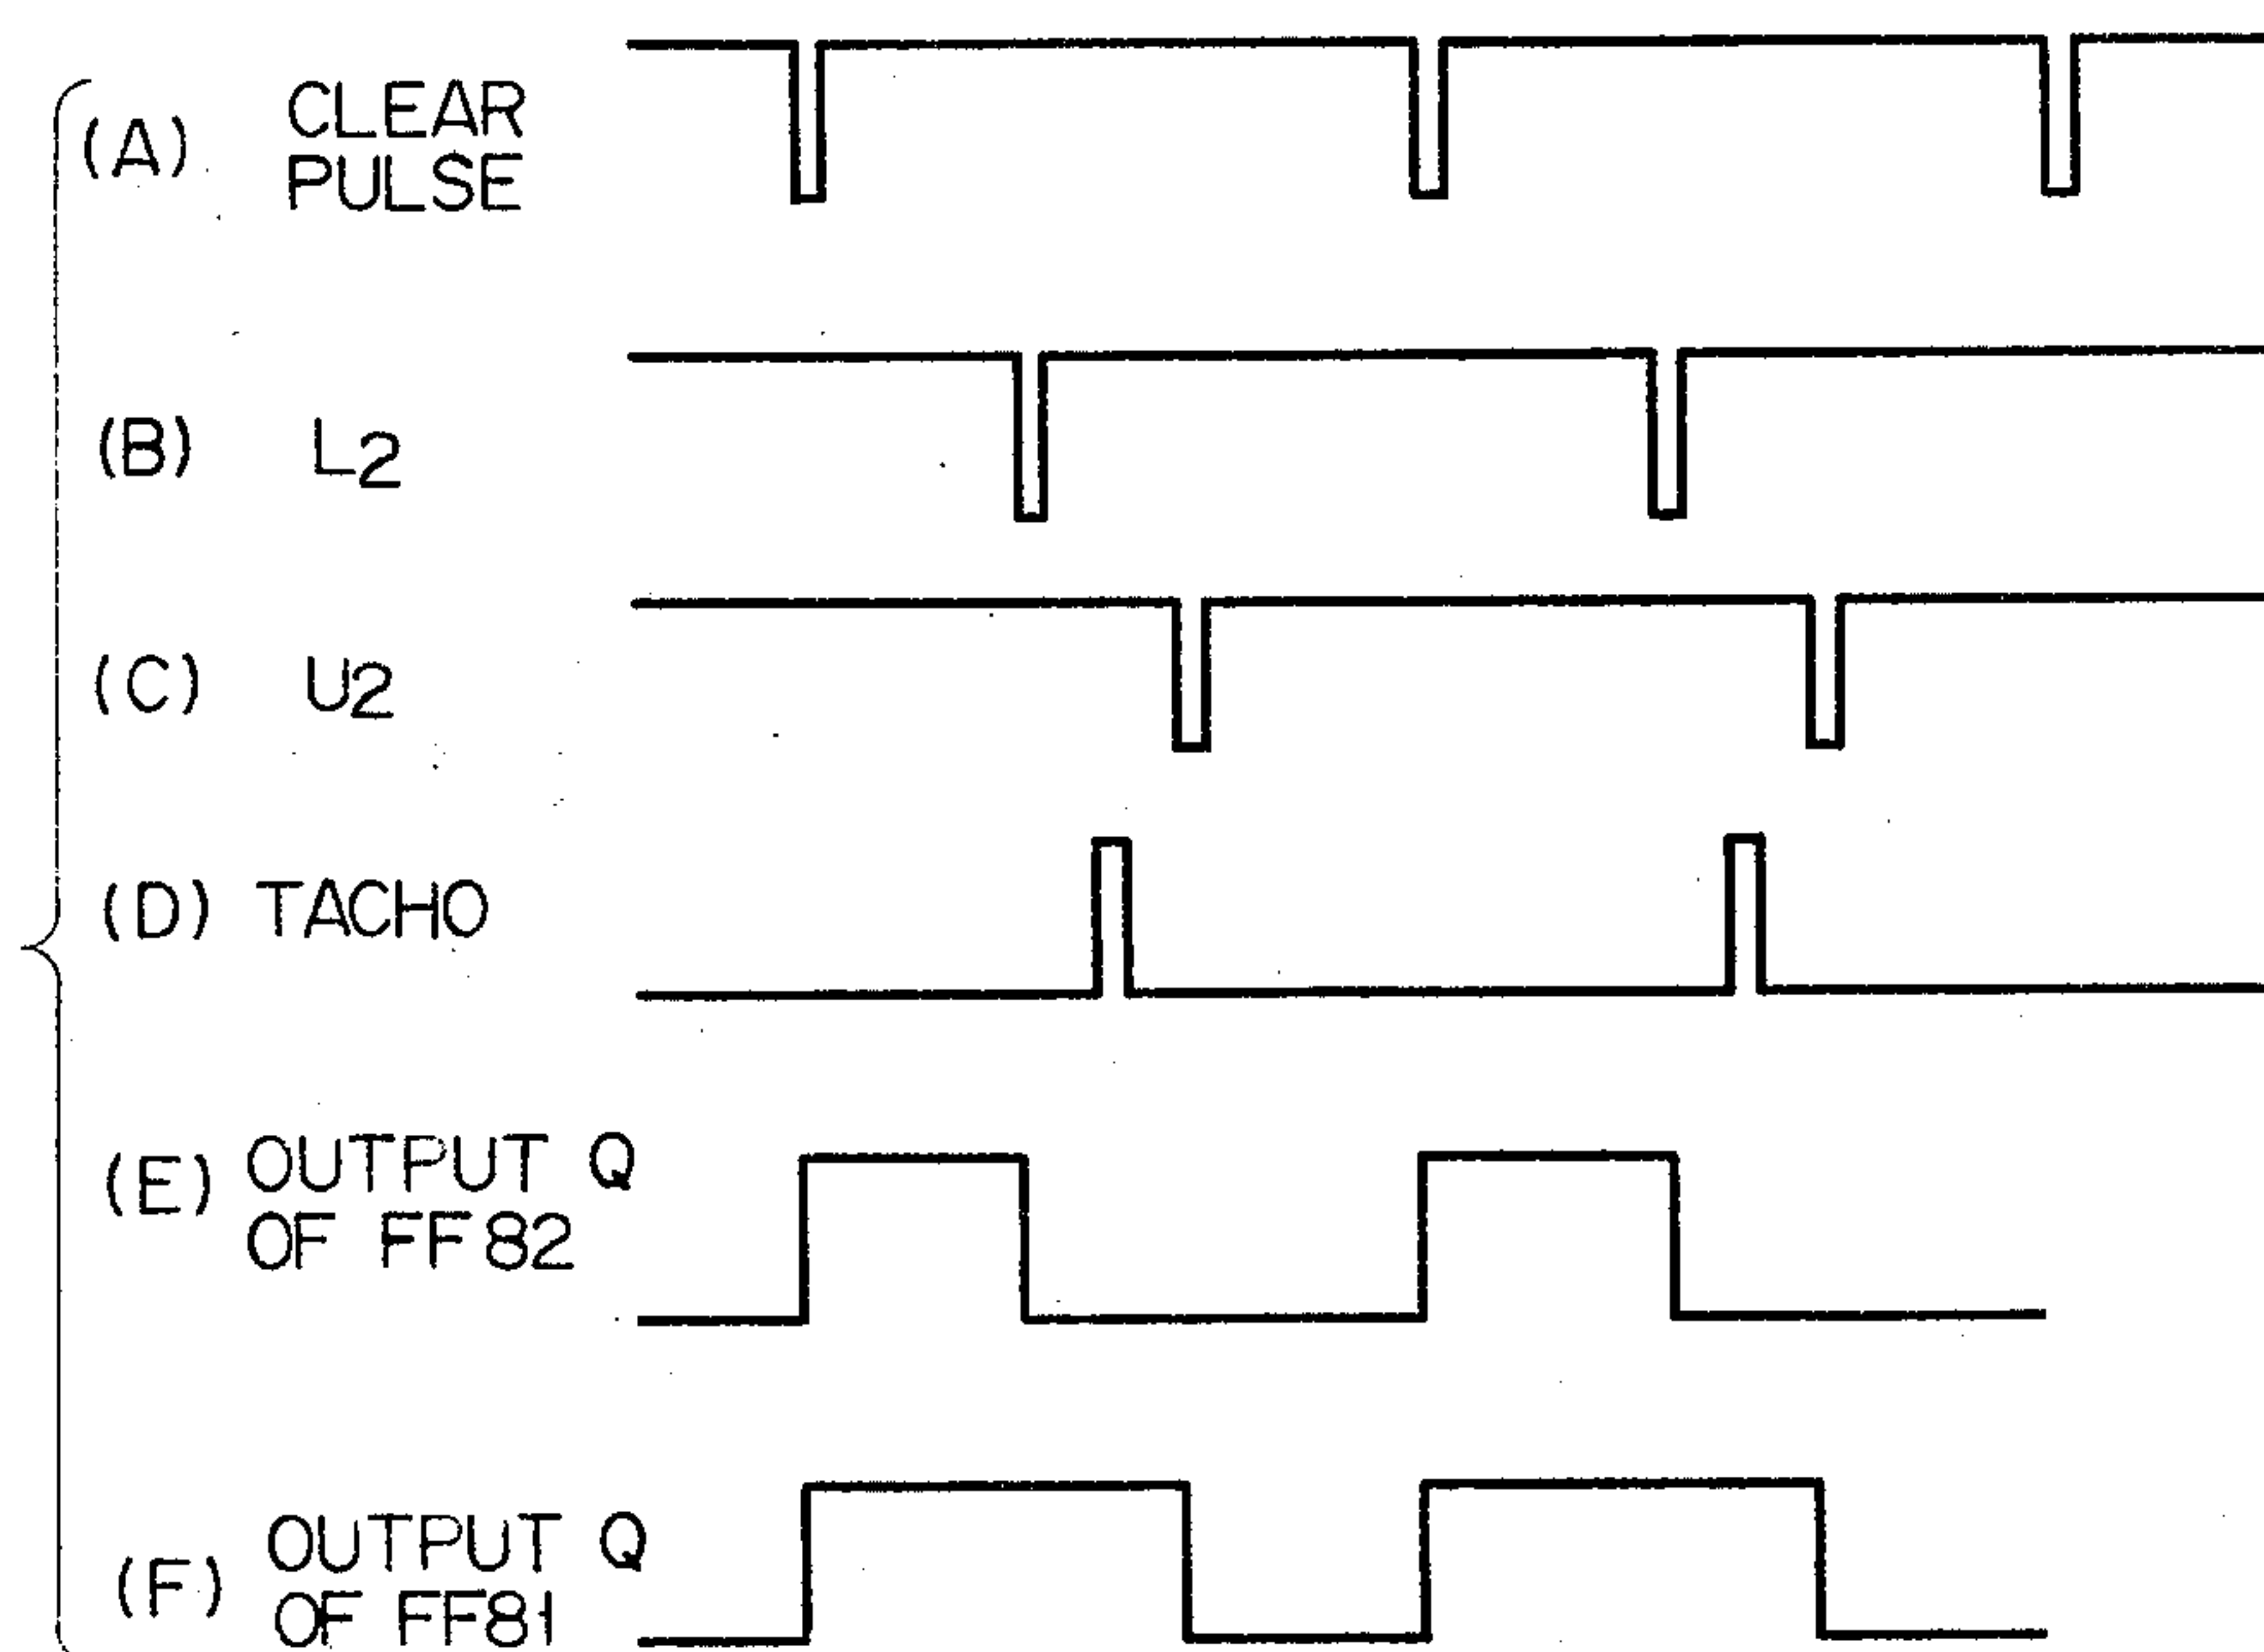 (A) CLEAR
PULSE
(B) L2
(C) U2
(D) TACHO
(E) OUTPUT Q
OF FF82
(F) OUTPUT Q
OF FF81